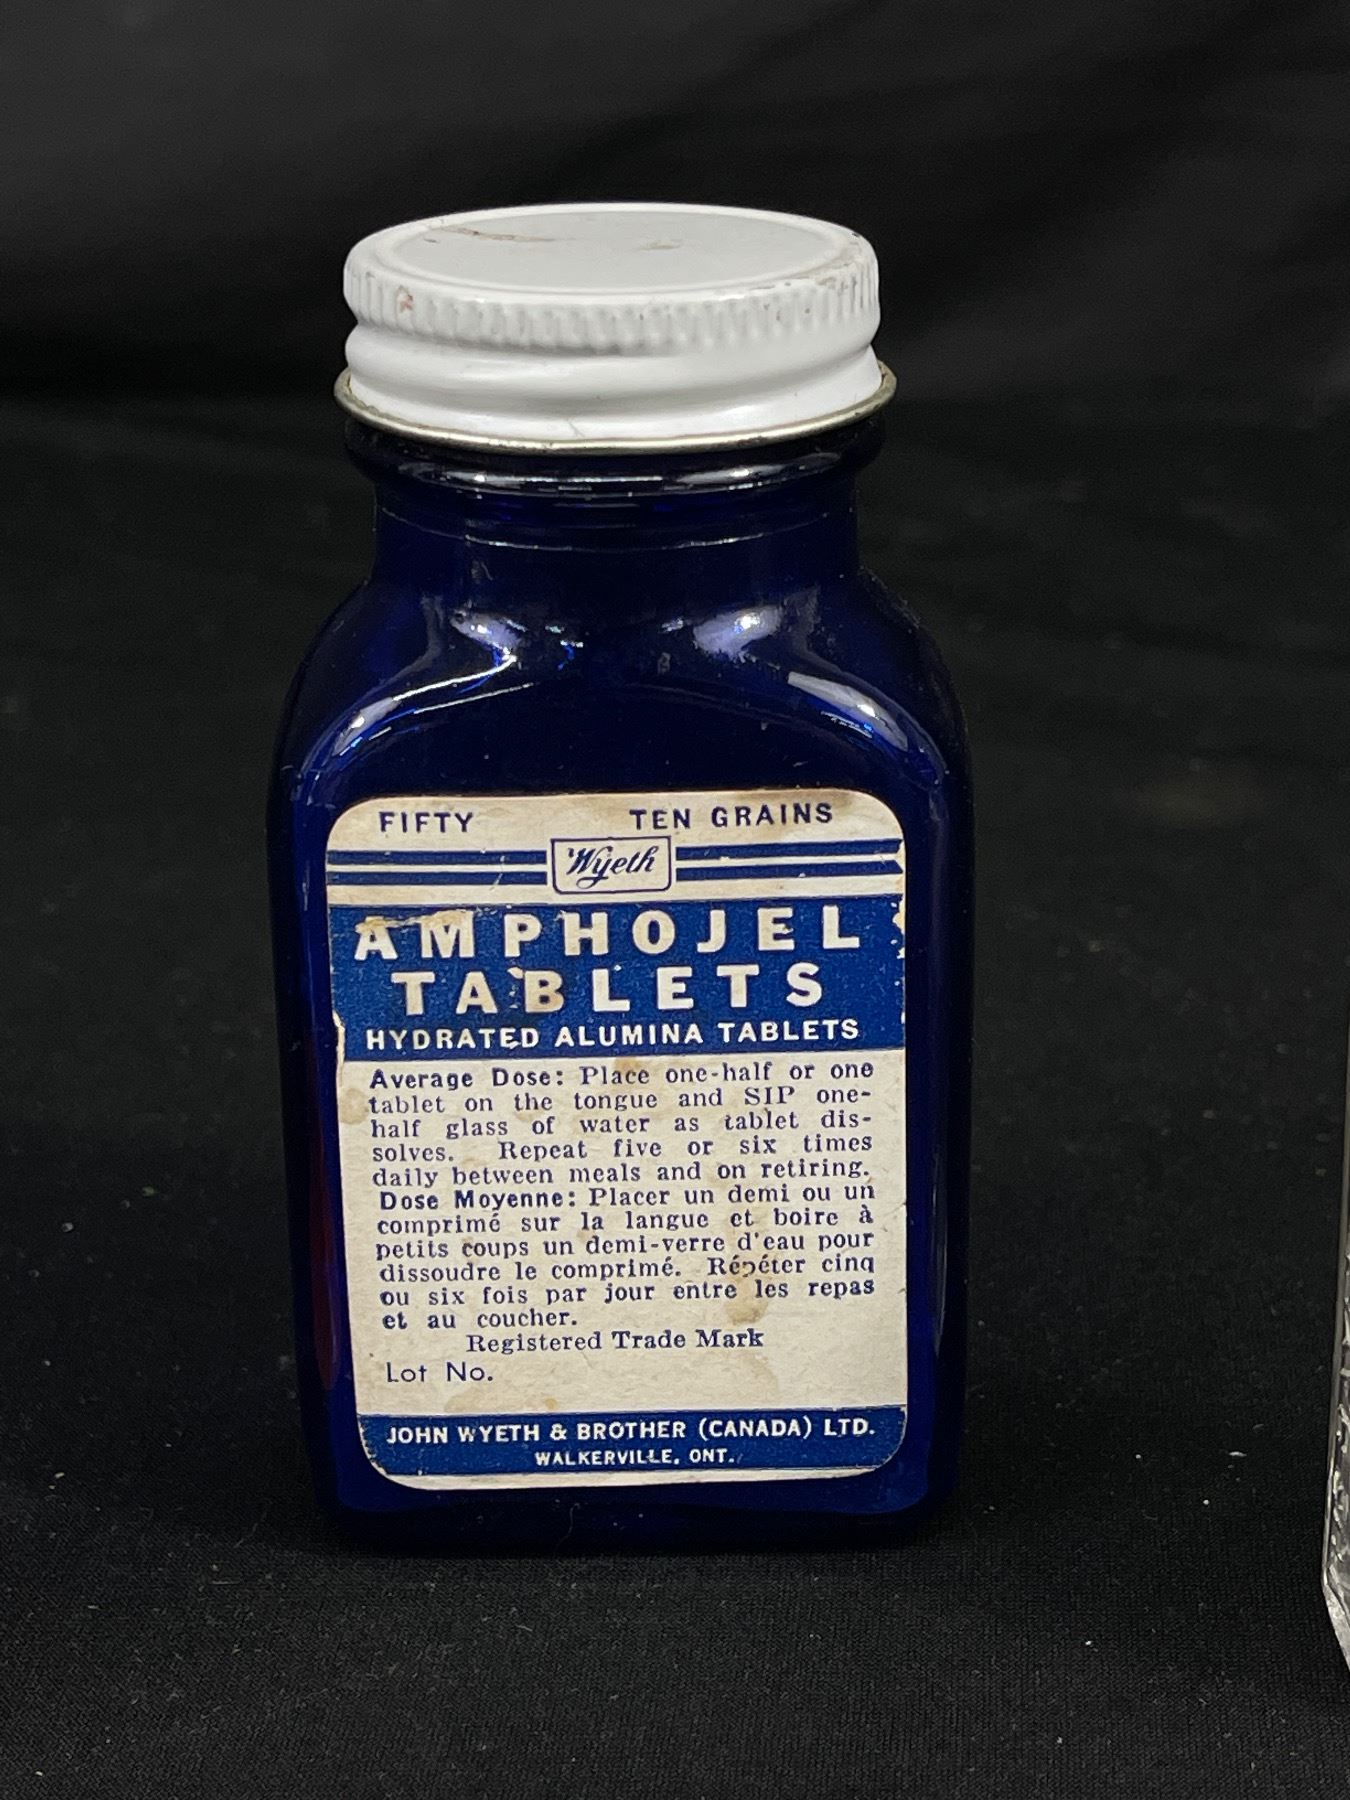 FIFTY TEN GRAINS
Wyeth
AMPHOJEL
TABLETS
HYDRATED ALUMINA TABLETS
Average Dose: Place one-half or one
tablet on the tongue and SIP one-
half glass of water as tablet dis-
solves. Repeat five or six times
daily between meals and on retiring.
Dose Moyenne: Placer un demi ou un
comprimé sur la langue et boire à
petits coups un demi-verre d'eau pour
dissoudre le comprimé. Répéter cinq
ou six fois par jour entre les repas
et au coucher.
Registered Trade Mark
Lot No.
JOHN WYETH & BROTHER (CANADA) LTD.
WALKERVILLE, ONT.